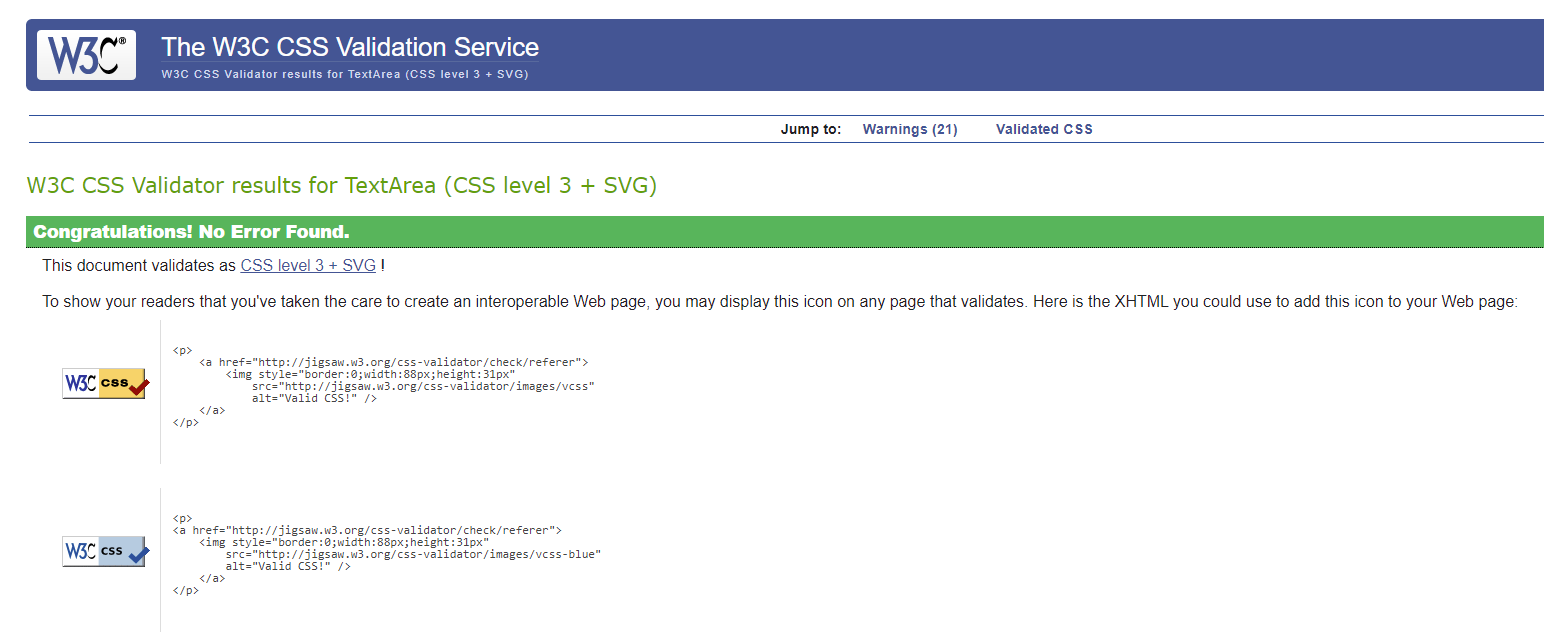 W3C®
The W3C CSS Validation Service
W3C CSS Validator results for TextArea (CSS level 3 + SVG)
Jump to: Warnings (21) Validated CSS
W3C CSS Validator results for TextArea (CSS level 3 + SVG)
Congratulations! No Error Found.
This document validates as CSS level 3 + SVG !
To show your readers that you've taken the care to create an interoperable Web page, you may display this icon on any page that validates. Here is the XHTML you could use to add this icon to your Web page:
W3C css
<p>
    <a href="http://jigsaw.w3.org/css-validator/check/referer">
        <img style="border:0;width:88px;height:31px"
            src="http://jigsaw.w3.org/css-validator/images/vcss"
            alt="Valid CSS!" />
    </a>
</p>
W3C css
<p>
<a href="http://jigsaw.w3.org/css-validator/check/referer">
    <img style="border:0;width:88px;height:31px"
        src="http://jigsaw.w3.org/css-validator/images/vcss-blue"
        alt="Valid CSS!" />
    </a>
</p>